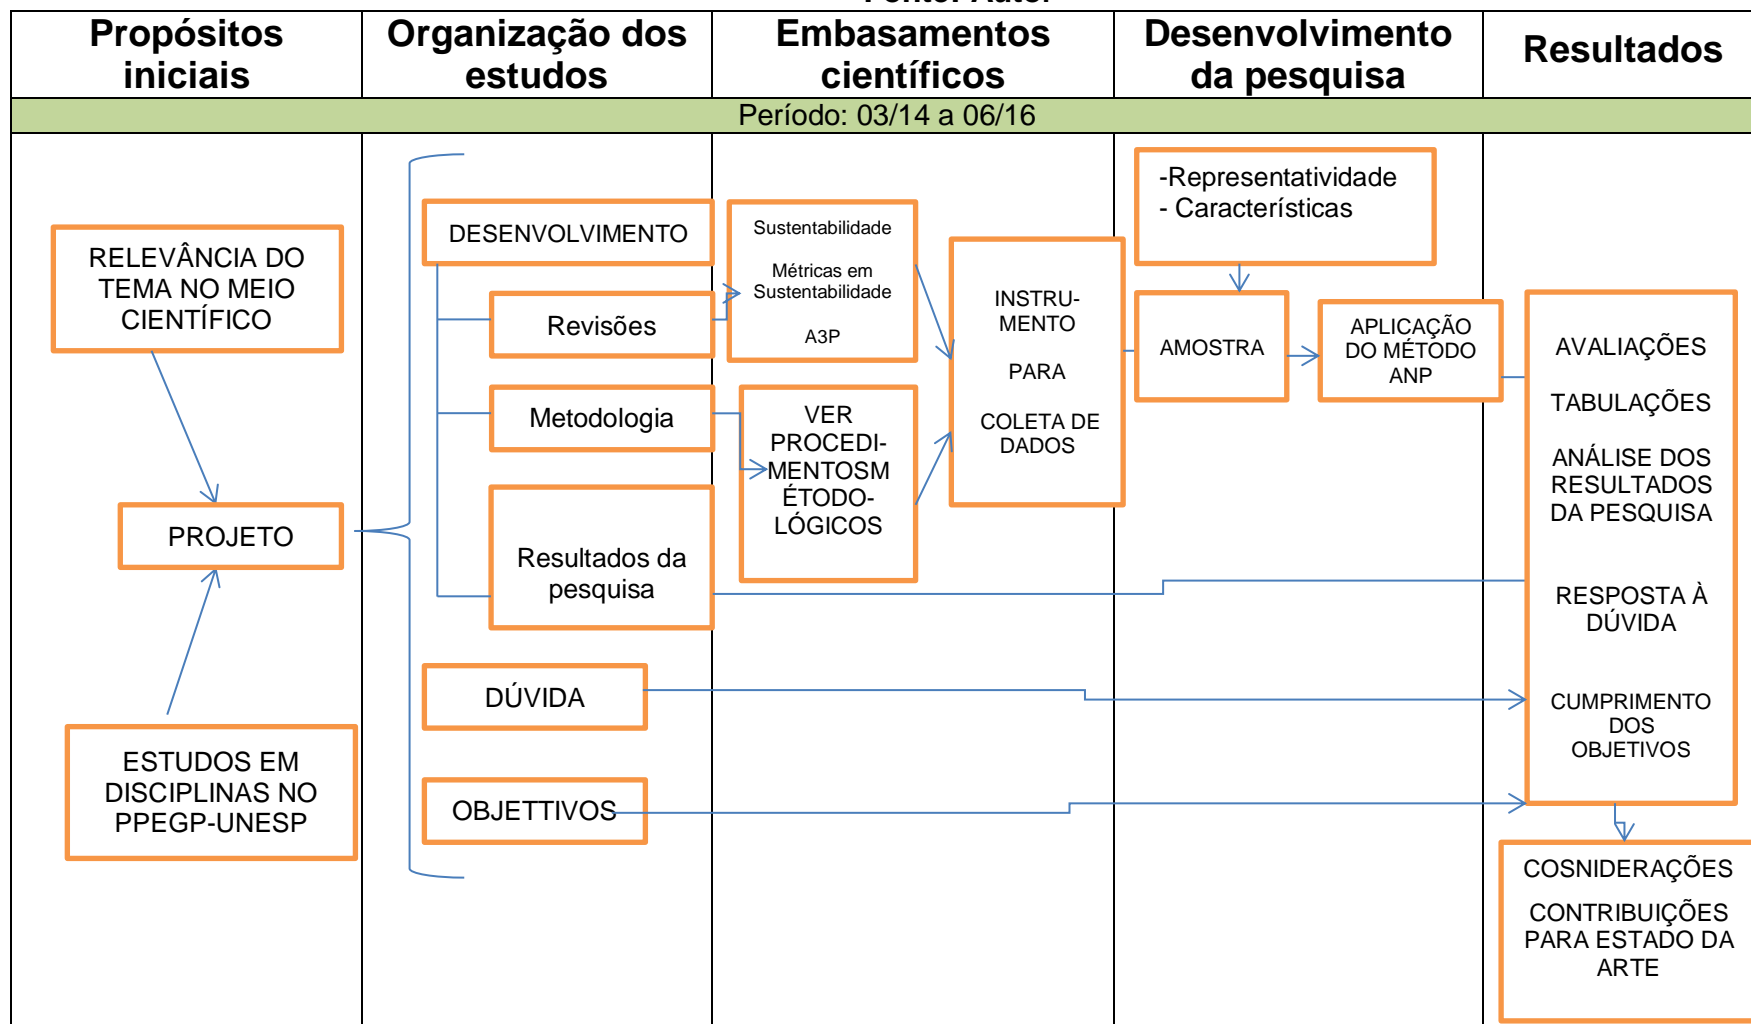 Fonte: Autor
Propósitos
iniciais
Organização dos
estudos
Embasamentos
científicos
Desenvolvimento
da pesquisa
Resultados
Período: 03/14 a 06/16
RELEVÂNCIA DO
TEMA NO MEIO
CIENTÍFICO
PROJETO
ESTUDOS EM
DISCIPLINAS NO
PPEGP-UNESP
DESENVOLVIMENTO
Revisões
Metodologia
Resultados da
pesquisa
DÚVIDA
OBJETTIVOS
Sustentabilidade
Métricas em
Sustentabilidade
A3P
VER
PROCEDI-
MENTOSM
ÉTODO-
LÓGICOS
INSTRU-
MENTO
PARA
COLETA DE
DADOS
-Representatividade
- Características
AMOSTRA
APLICAÇÃO
DO MÉTODO
ANP
AVALIAÇÕES
TABULAÇÕES
ANÁLISE DOS
RESULTADOS
DA PESQUISA
RESPOSTA À
DÚVIDA
CUMPRIMENTO
DOS
OBJETIVOS
COSNIDERAÇÕES
CONTRIBUIÇÕES
PARA ESTADO DA
ARTE